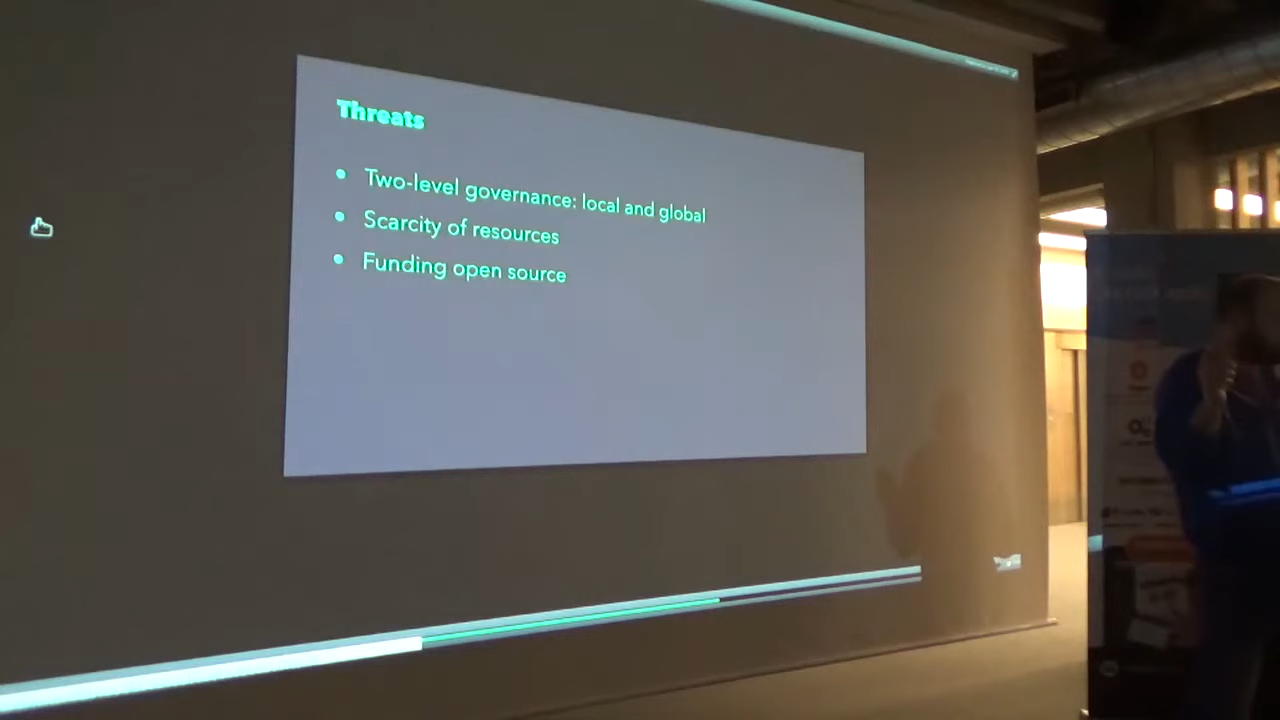 Threats
Two-level governance: local and global
Scarcity of resources
Funding open source